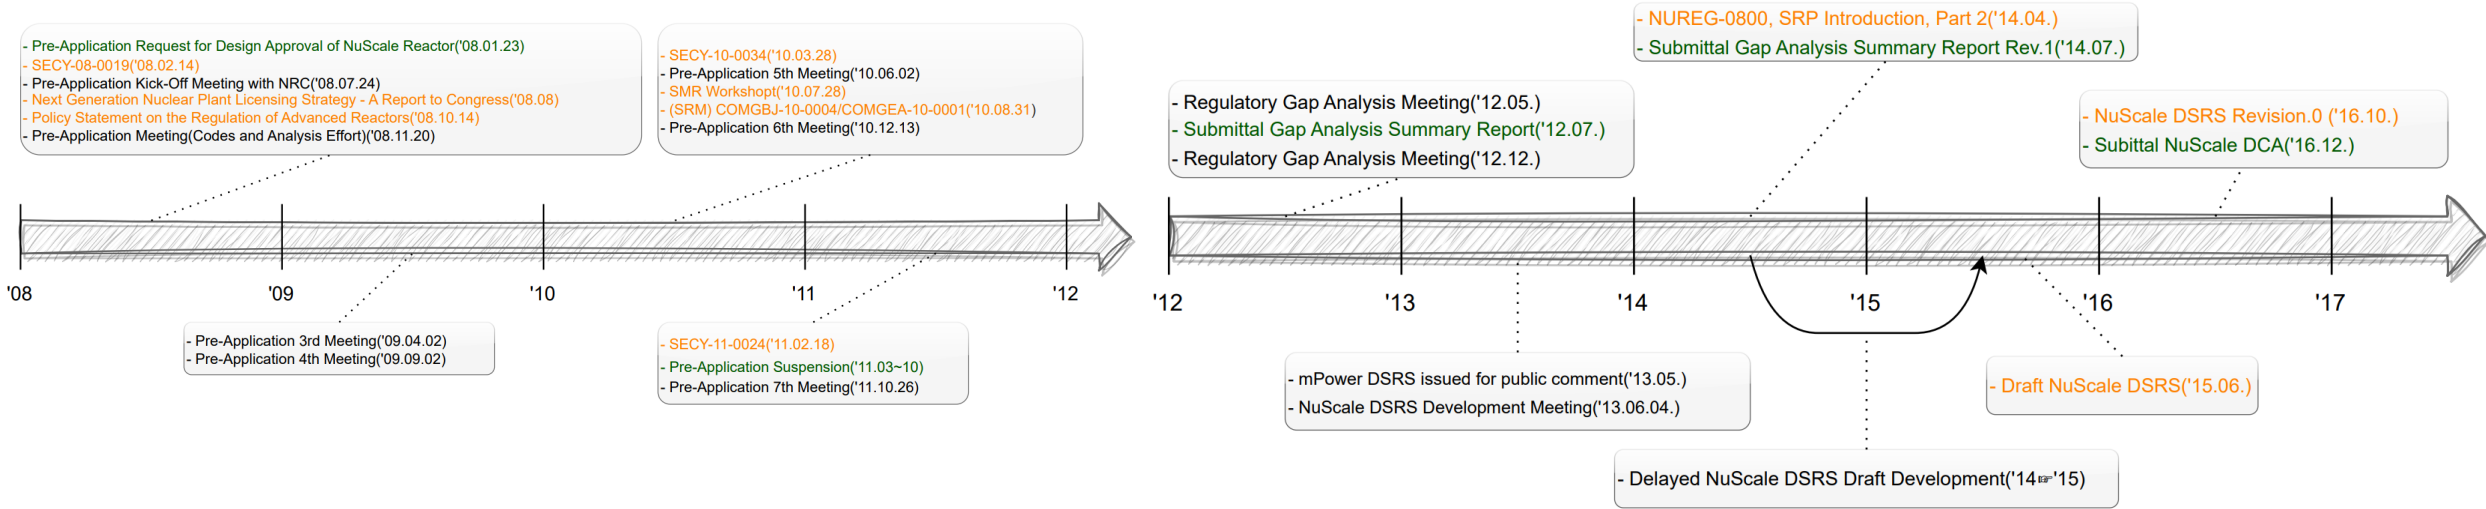 - Pre-Application Request for Design Approval of NuScale Reactor('08.01.23)
- SECY-08-0019('08.02.14)
- Pre-Application Kick-Off Meeting with NRC('08.07.24)
- Next Generation Nuclear Plant Licensing Strategy - A Report to Congress('08.08)
- Policy Statement on the Regulation of Advanced Reactors('08.10.14)
- Pre-Application Meeting(Codes and Analysis Effort)('08.11.20)
- SECY-10-0034('10.03.28)
- Pre-Application 5th Meeting('10.06.02)
- SMR Workshopt('10.07.28)
- (SRM) COMGBJ-10-0004/COMGEA-10-0001('10.08.31)
- Pre-Application 6th Meeting('10.12.13)
'08
'09
'10
'11
'12
- Pre-Application 3rd Meeting('09.04.02)
- Pre-Application 4th Meeting('09.09.02)
- SECY-11-0024('11.02.18)
- Pre-Application Suspension('11.03~10)
- Pre-Application 7th Meeting('11.10.26)
- NUREG-0800, SRP Introduction, Part 2('14.04.)
- Submittal Gap Analysis Summary Report Rev.1('14.07.)
- Regulatory Gap Analysis Meeting('12.05.)
- Submittal Gap Analysis Summary Report('12.07.)
- Regulatory Gap Analysis Meeting('12.12.)
- NuScale DSRS Revision.0 ('16.10.)
- Subittal NuScale DCA('16.12.)
'12
'13
'14
'15
'16
'17
- mPower DSRS issued for public comment('13.05.)
- NuScale DSRS Development Meeting('13.06.04.)
- Draft NuScale DSRS('15.06.)
- Delayed NuScale DSRS Draft Development('14☞'15)